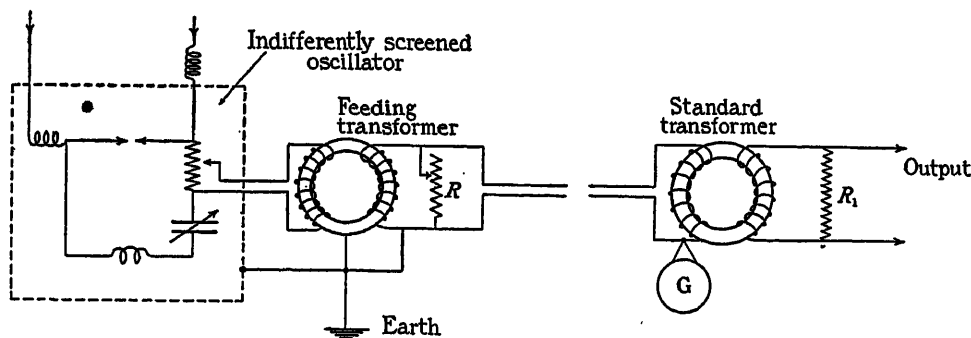 Indifferently screened
oscillator
Feeding
transformer
Standard
transformer
Output
R
R₁
G
Earth